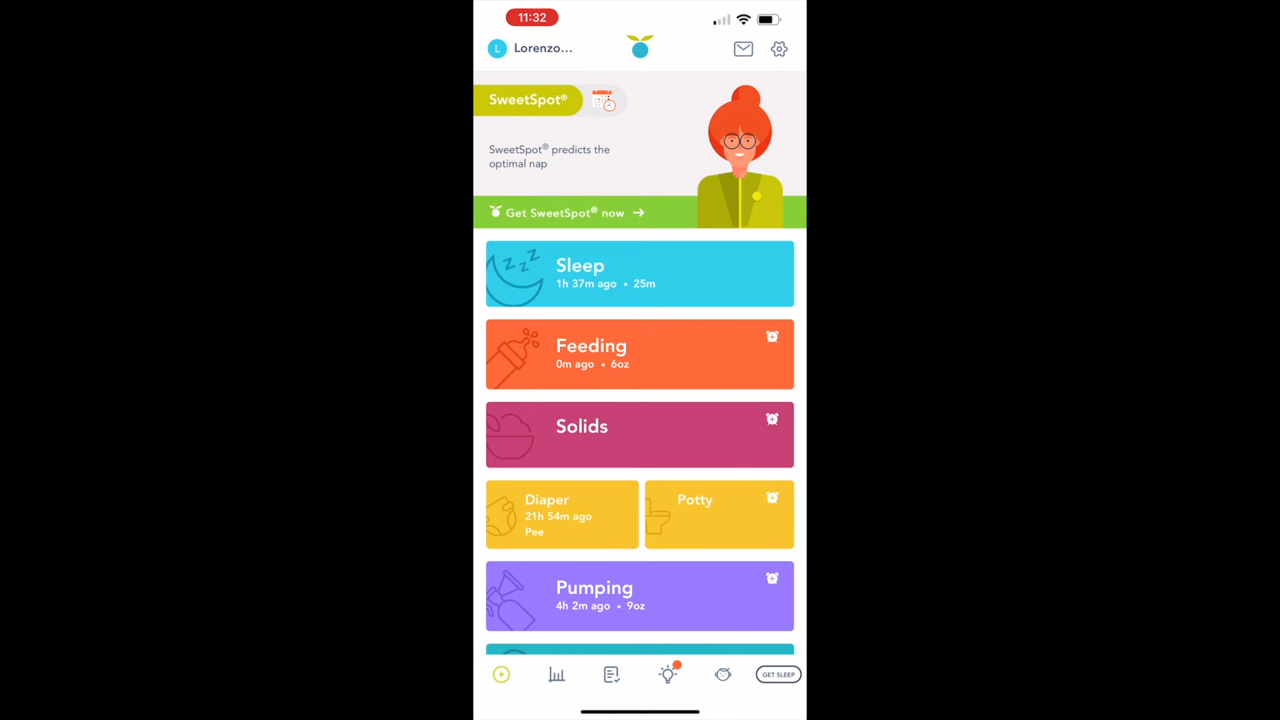 11:32
L Lorenzo...
SweetSpot®
SweetSpot® predicts the
optimal nap
Get SweetSpot® now →
Sleep
1h 37m ago • 25m
Feeding
0m ago • 6oz
Solids
Diaper
21h 54m ago
Pee
Potty
Pumping
4h 2m ago • 9oz
GET SLEEP